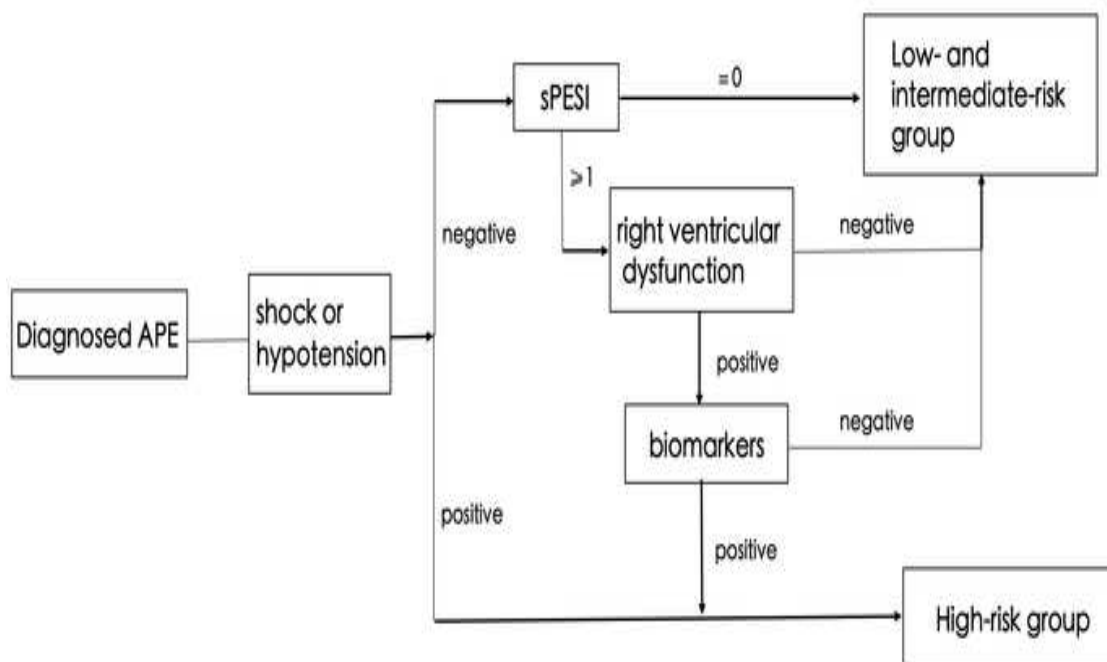 Diagnosed APE
shock or
hypotension
negative
positive
sPESI
= 0
⩾ 1
right ventricular
dysfunction
negative
positive
biomarkers
negative
positive
Low- and
intermediate-risk
group
High-risk group